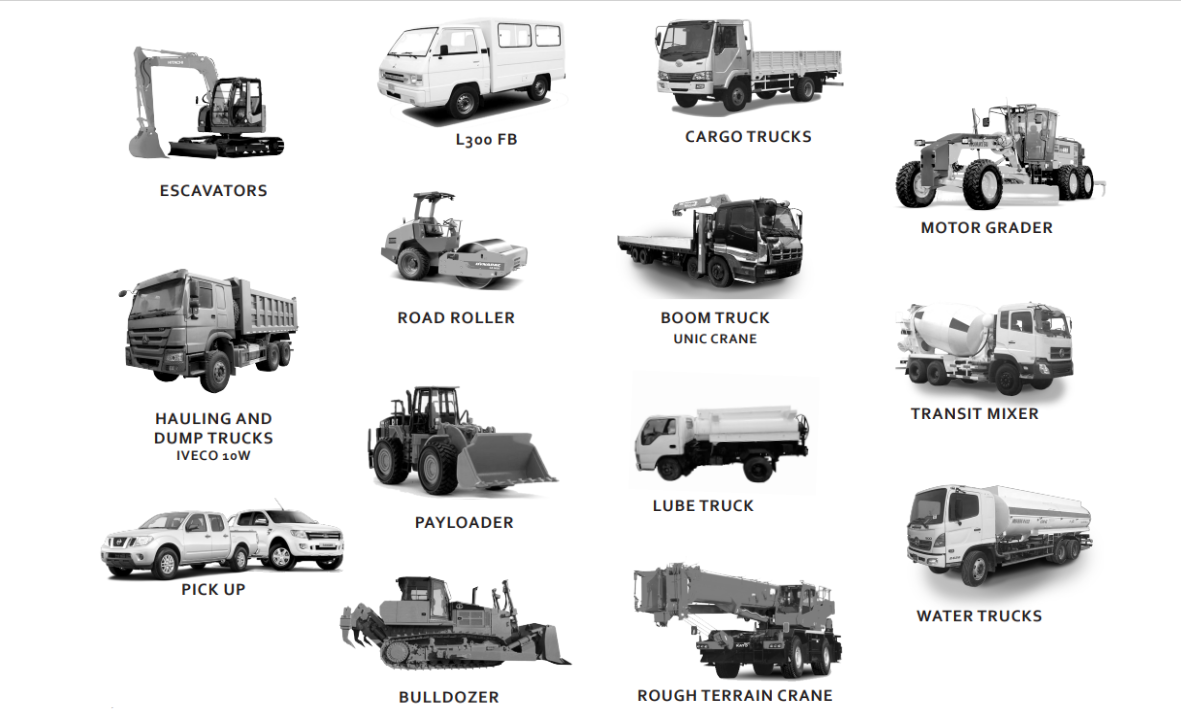 ESCAVATORS
L300 FB
CARGO TRUCKS
MOTOR GRADER
ROAD ROLLER
BOOM TRUCK
UNIC CRANE
HAULING AND
DUMP TRUCKS
IVECO 10W
TRANSIT MIXER
PAYLOADER
LUBE TRUCK
PICK UP
WATER TRUCKS
BULLDOZER
ROUGH TERRAIN CRANE